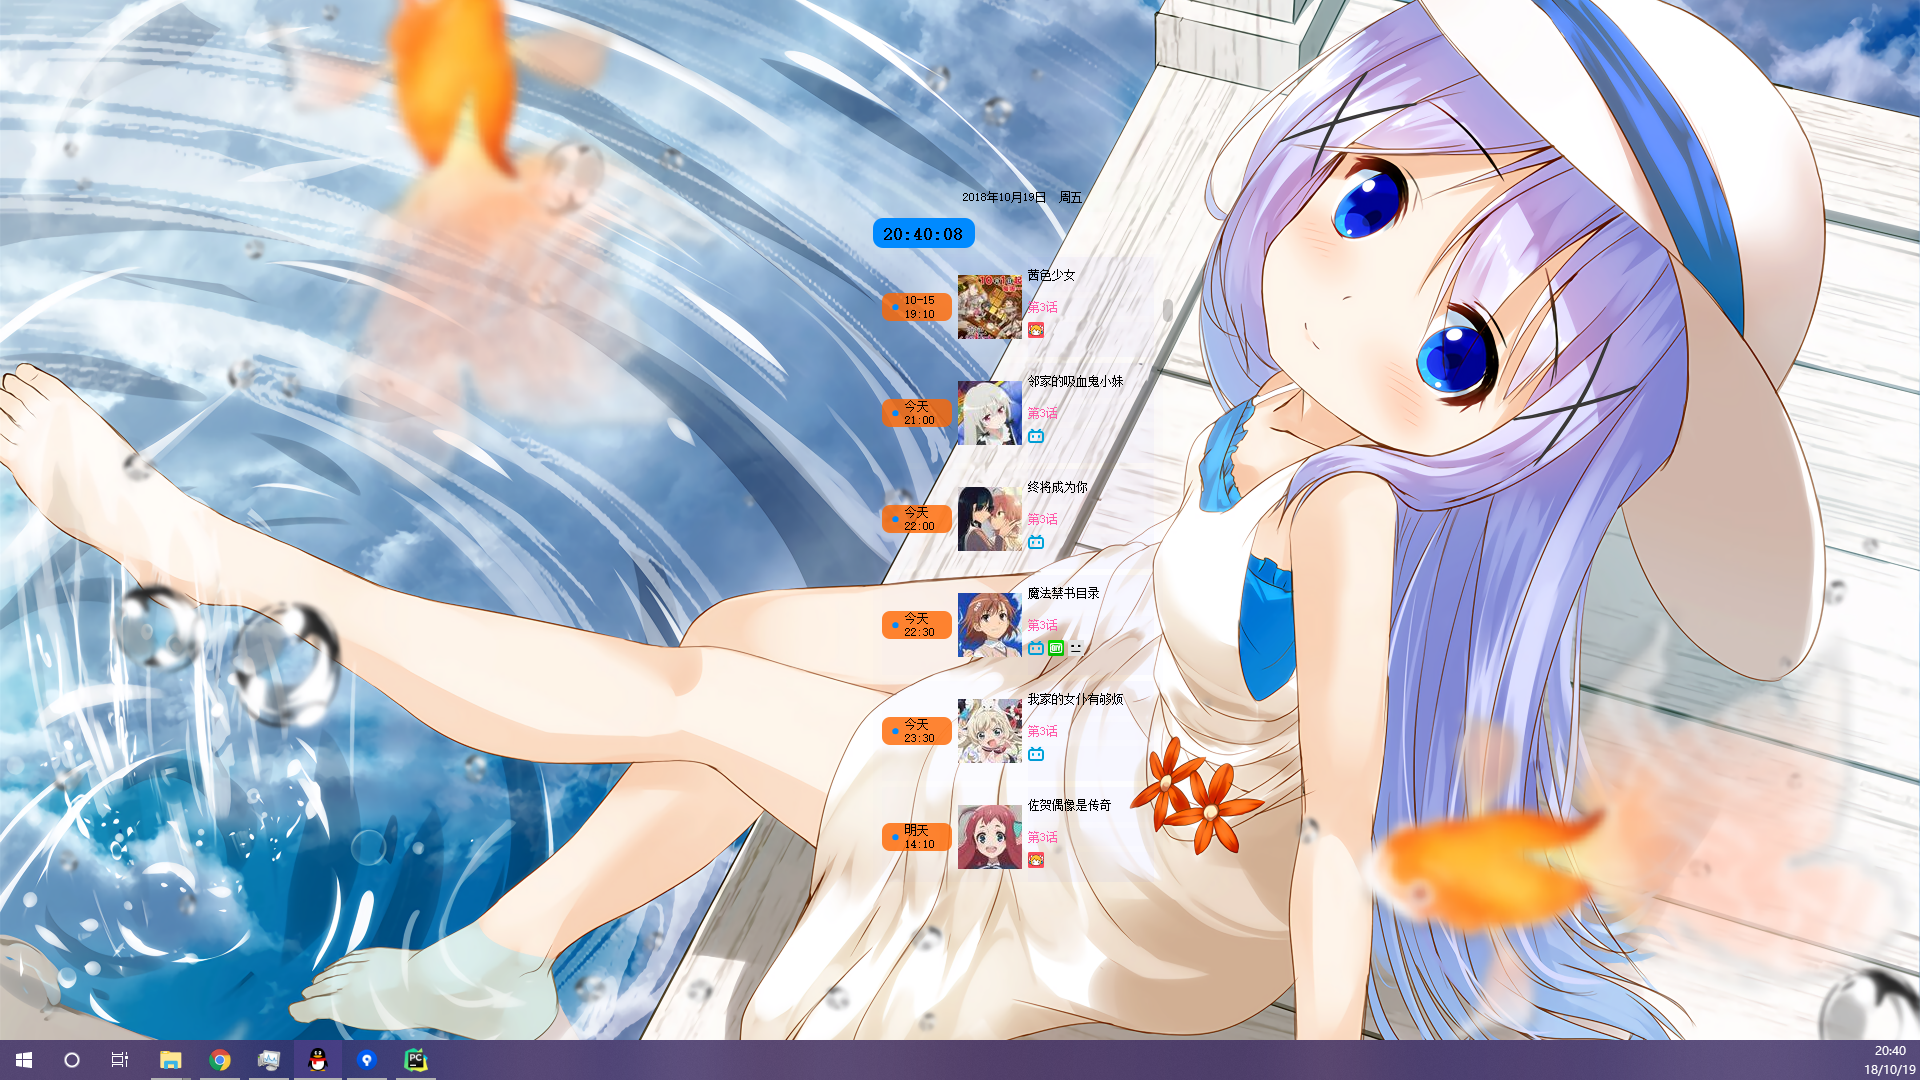 2018年10月19日 周五
20:40:08
茜色少女
10-15
19:10
第3话
邻家的吸血鬼小妹
今天
21:00
第3话
终将成为你
今天
22:00
第3话
魔法禁书目录
今天
22:30
第3话
我家的女仆有够烦
今天
23:30
第3话
佐贺偶像是传奇
明天
14:10
第3话
PC
20:40
18/10/19